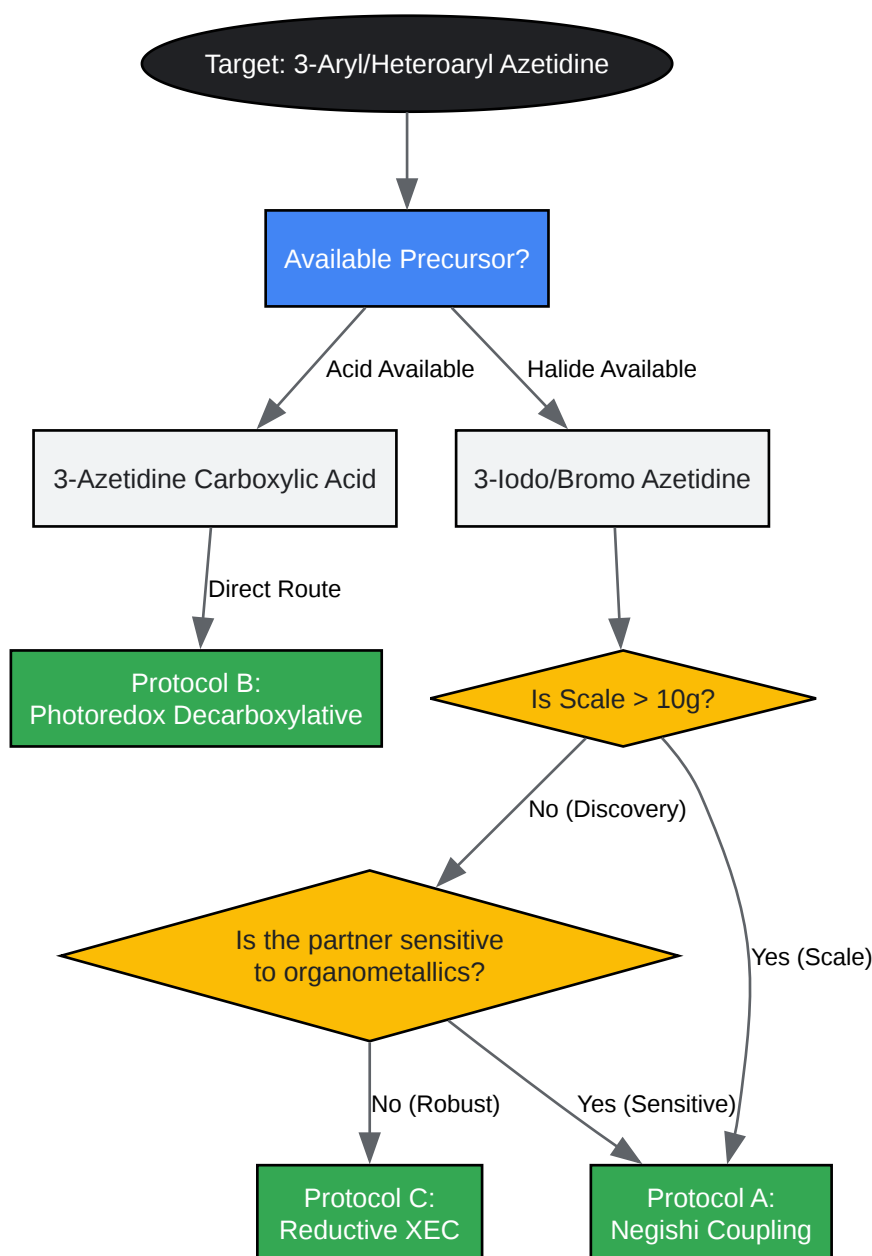 Target: 3-Aryl/Heteroaryl Azetidine
Available Precursor?
Acid Available
Halide Available
3-Azetidine Carboxylic Acid
3-Iodo/Bromo Azetidine
Direct Route
Protocol B:
Photoredox Decarboxylative
Is Scale > 10g?
No (Discovery)
Is the partner sensitive
to organometallics?
Yes (Scale)
No (Robust)
Yes (Sensitive)
Protocol C:
Reductive XEC
Protocol A:
Negishi Coupling